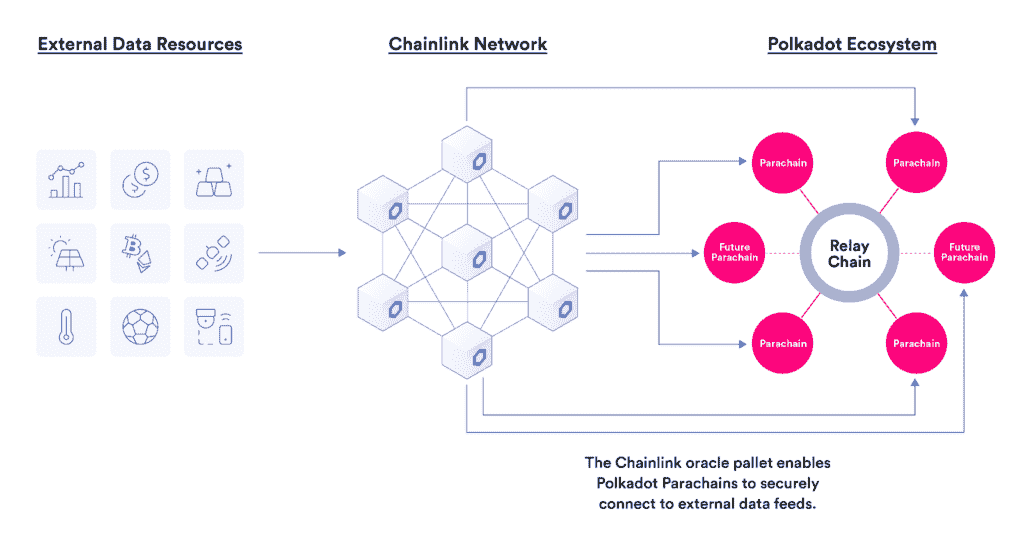 External Data Resources
Chainlink Network
Polkadot Ecosystem
Parachain
Parachain
Future
Parachain
Relay
Chain
Future
Parachain
Parachain
Parachain
The Chainlink oracle pallet enables
Polkadot Parachains to securely
connect to external data feeds.